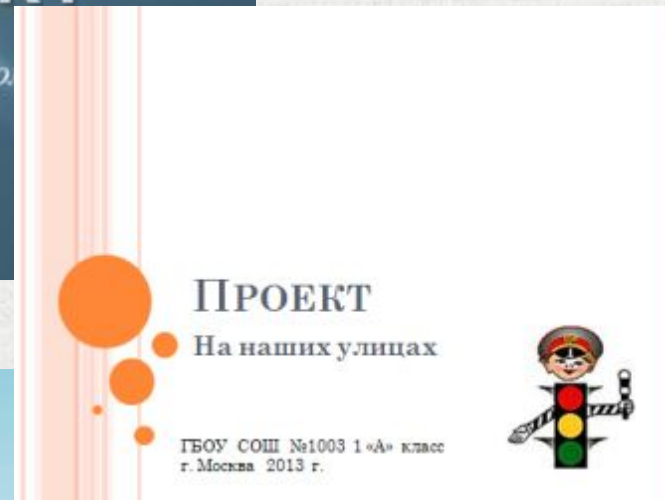 Проект
На наших улицах
ГБОУ СОШ №1003 1 «А» класс
г. Москва 2013 г.